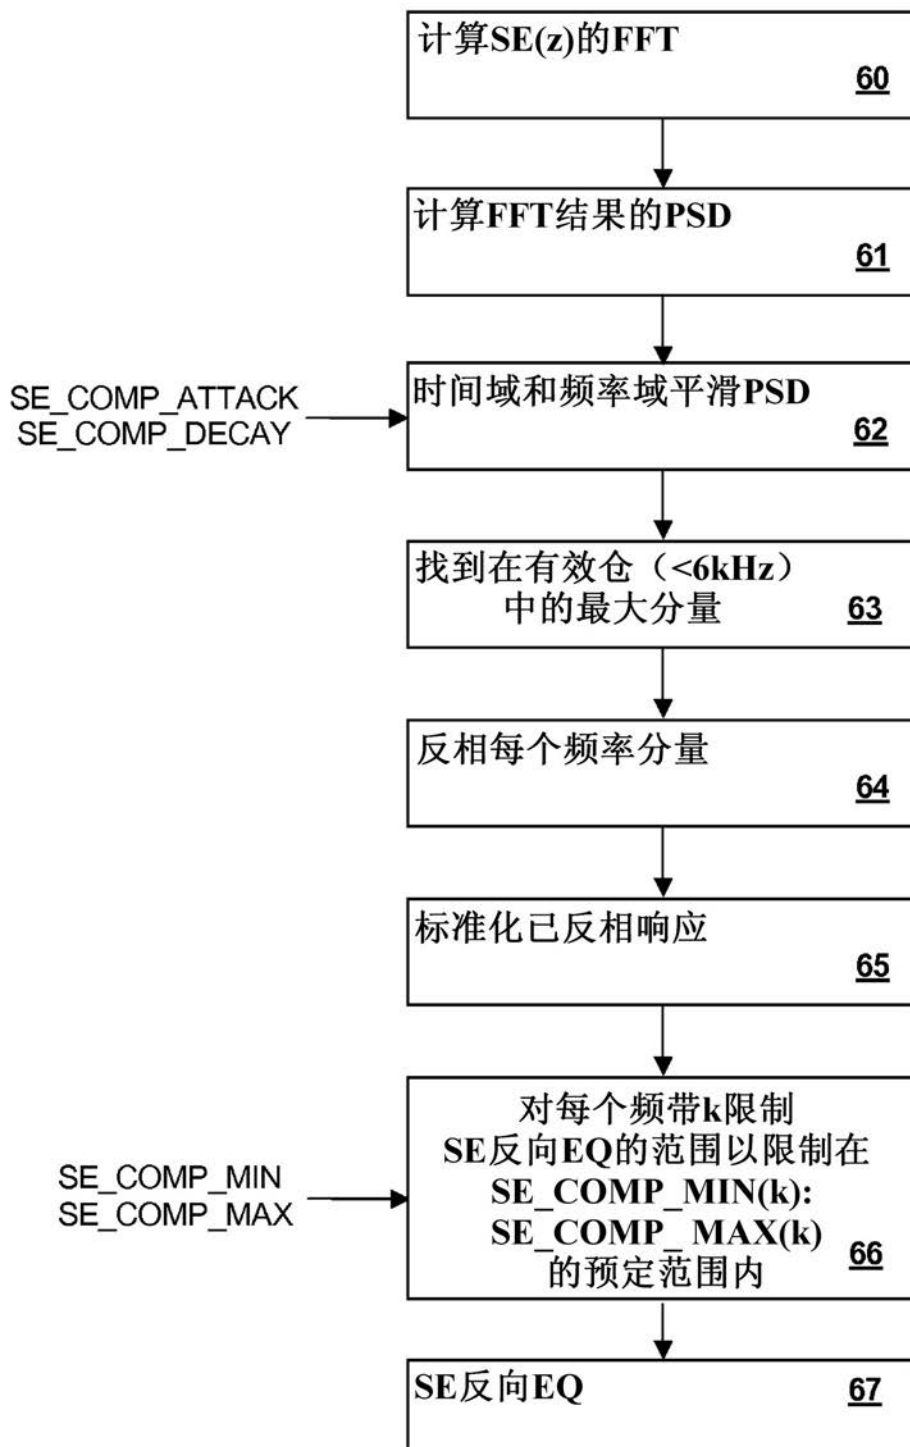 计算SE(z)的FFT
60
计算FFT结果的PSD
61
SE_COMP_ATTACK
SE_COMP_DECAY
时间域和频率域平滑PSD
62
找到在有效仓（<6kHz）
中的最大分量
63
反相每个频率分量
64
标准化已反相响应
65
SE_COMP_MIN
SE_COMP_MAX
对每个频带k限制
SE反向EQ的范围以限制在
SE_COMP_MIN(k):
SE_COMP_ MAX(k)
的预定范围内
66
SE反向EQ
67